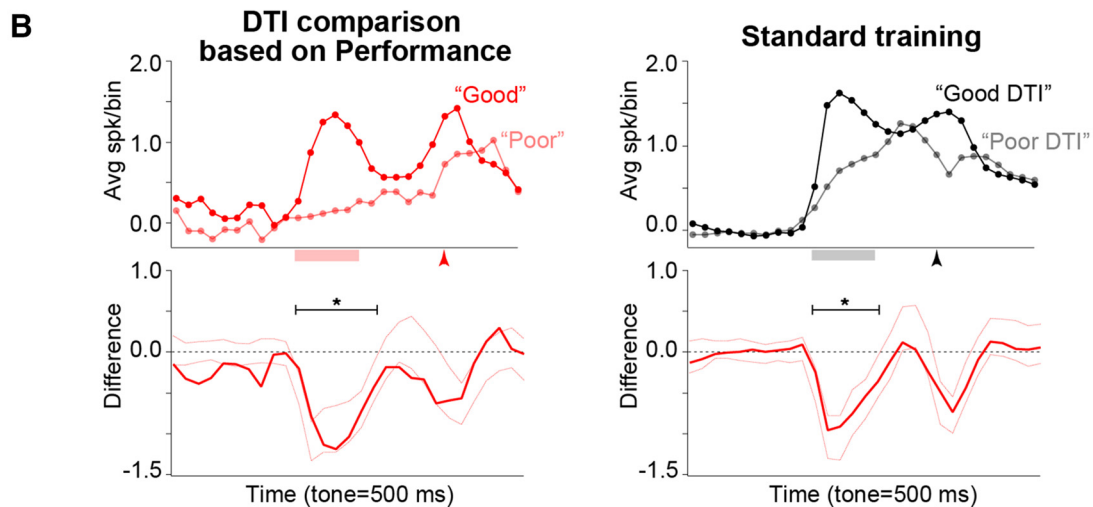 B
DTI comparison
based on Performance
2.0
1.0
0.0
Avg spk/bin
“Good”
“Poor”
1.0
0.0
-1.5
Difference
*
Time (tone=500 ms)
Standard training
2.0
1.0
0.0
Avg spk/bin
“Good DTI”
“Poor DTI”
1.0
0.0
-1.5
Difference
*
Time (tone=500 ms)